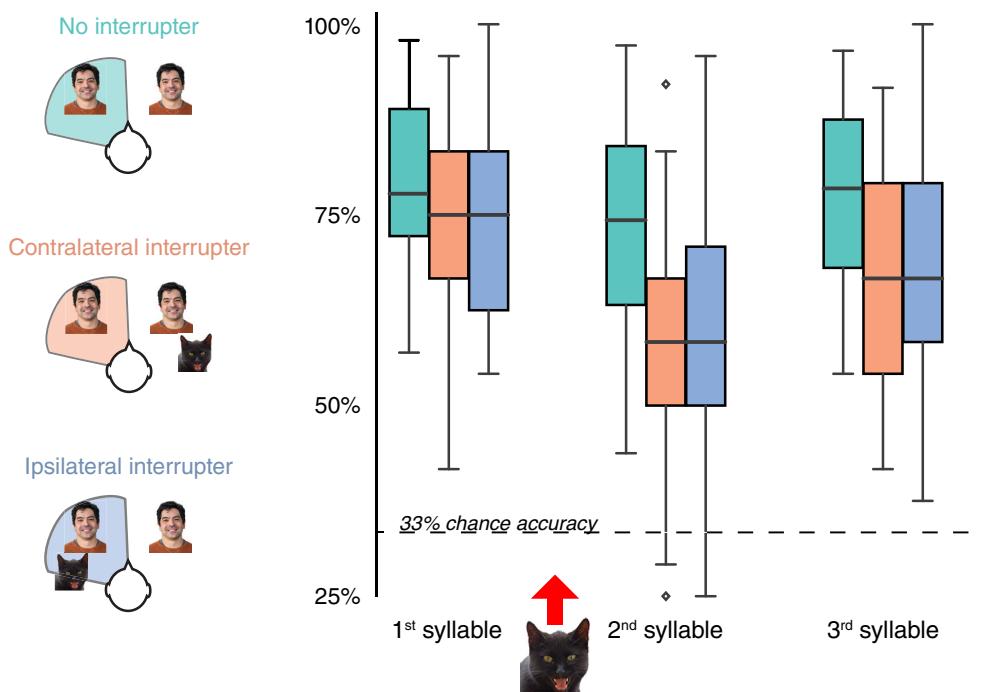 No interrupter
Contralateral interrupter
Ipsilateral interrupter
100%
75%
50%
25%
33% chance accuracy
1st syllable
2nd syllable
3rd syllable